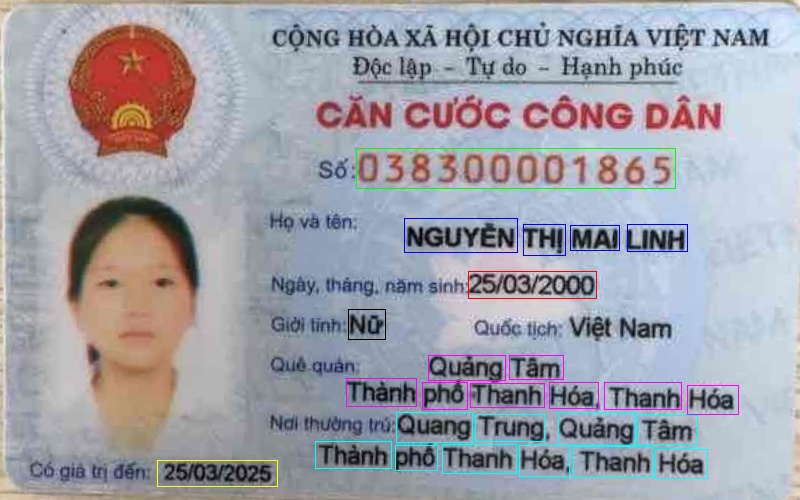 CỘNG HÒA XÃ HỘI CHỦ NGHĨA VIỆT NAM
Độc lập - Tự do - Hạnh phúc
CĂN CƯỚC CÔNG DÂN
Số: 038300001865
Họ và tên: NGUYỄN THỊ MAI LINH
Ngày, tháng, năm sinh: 25/03/2000
Giới tính: Nữ Quốc tịch: Việt Nam
Quê quán: Quảng Tâm
Thành phố Thanh Hóa, Thanh Hóa
Nơi thường trú: Quang Trung, Quảng Tâm
Thành phố Thanh Hóa, Thanh Hóa
Có giá trị đến: 25/03/2025